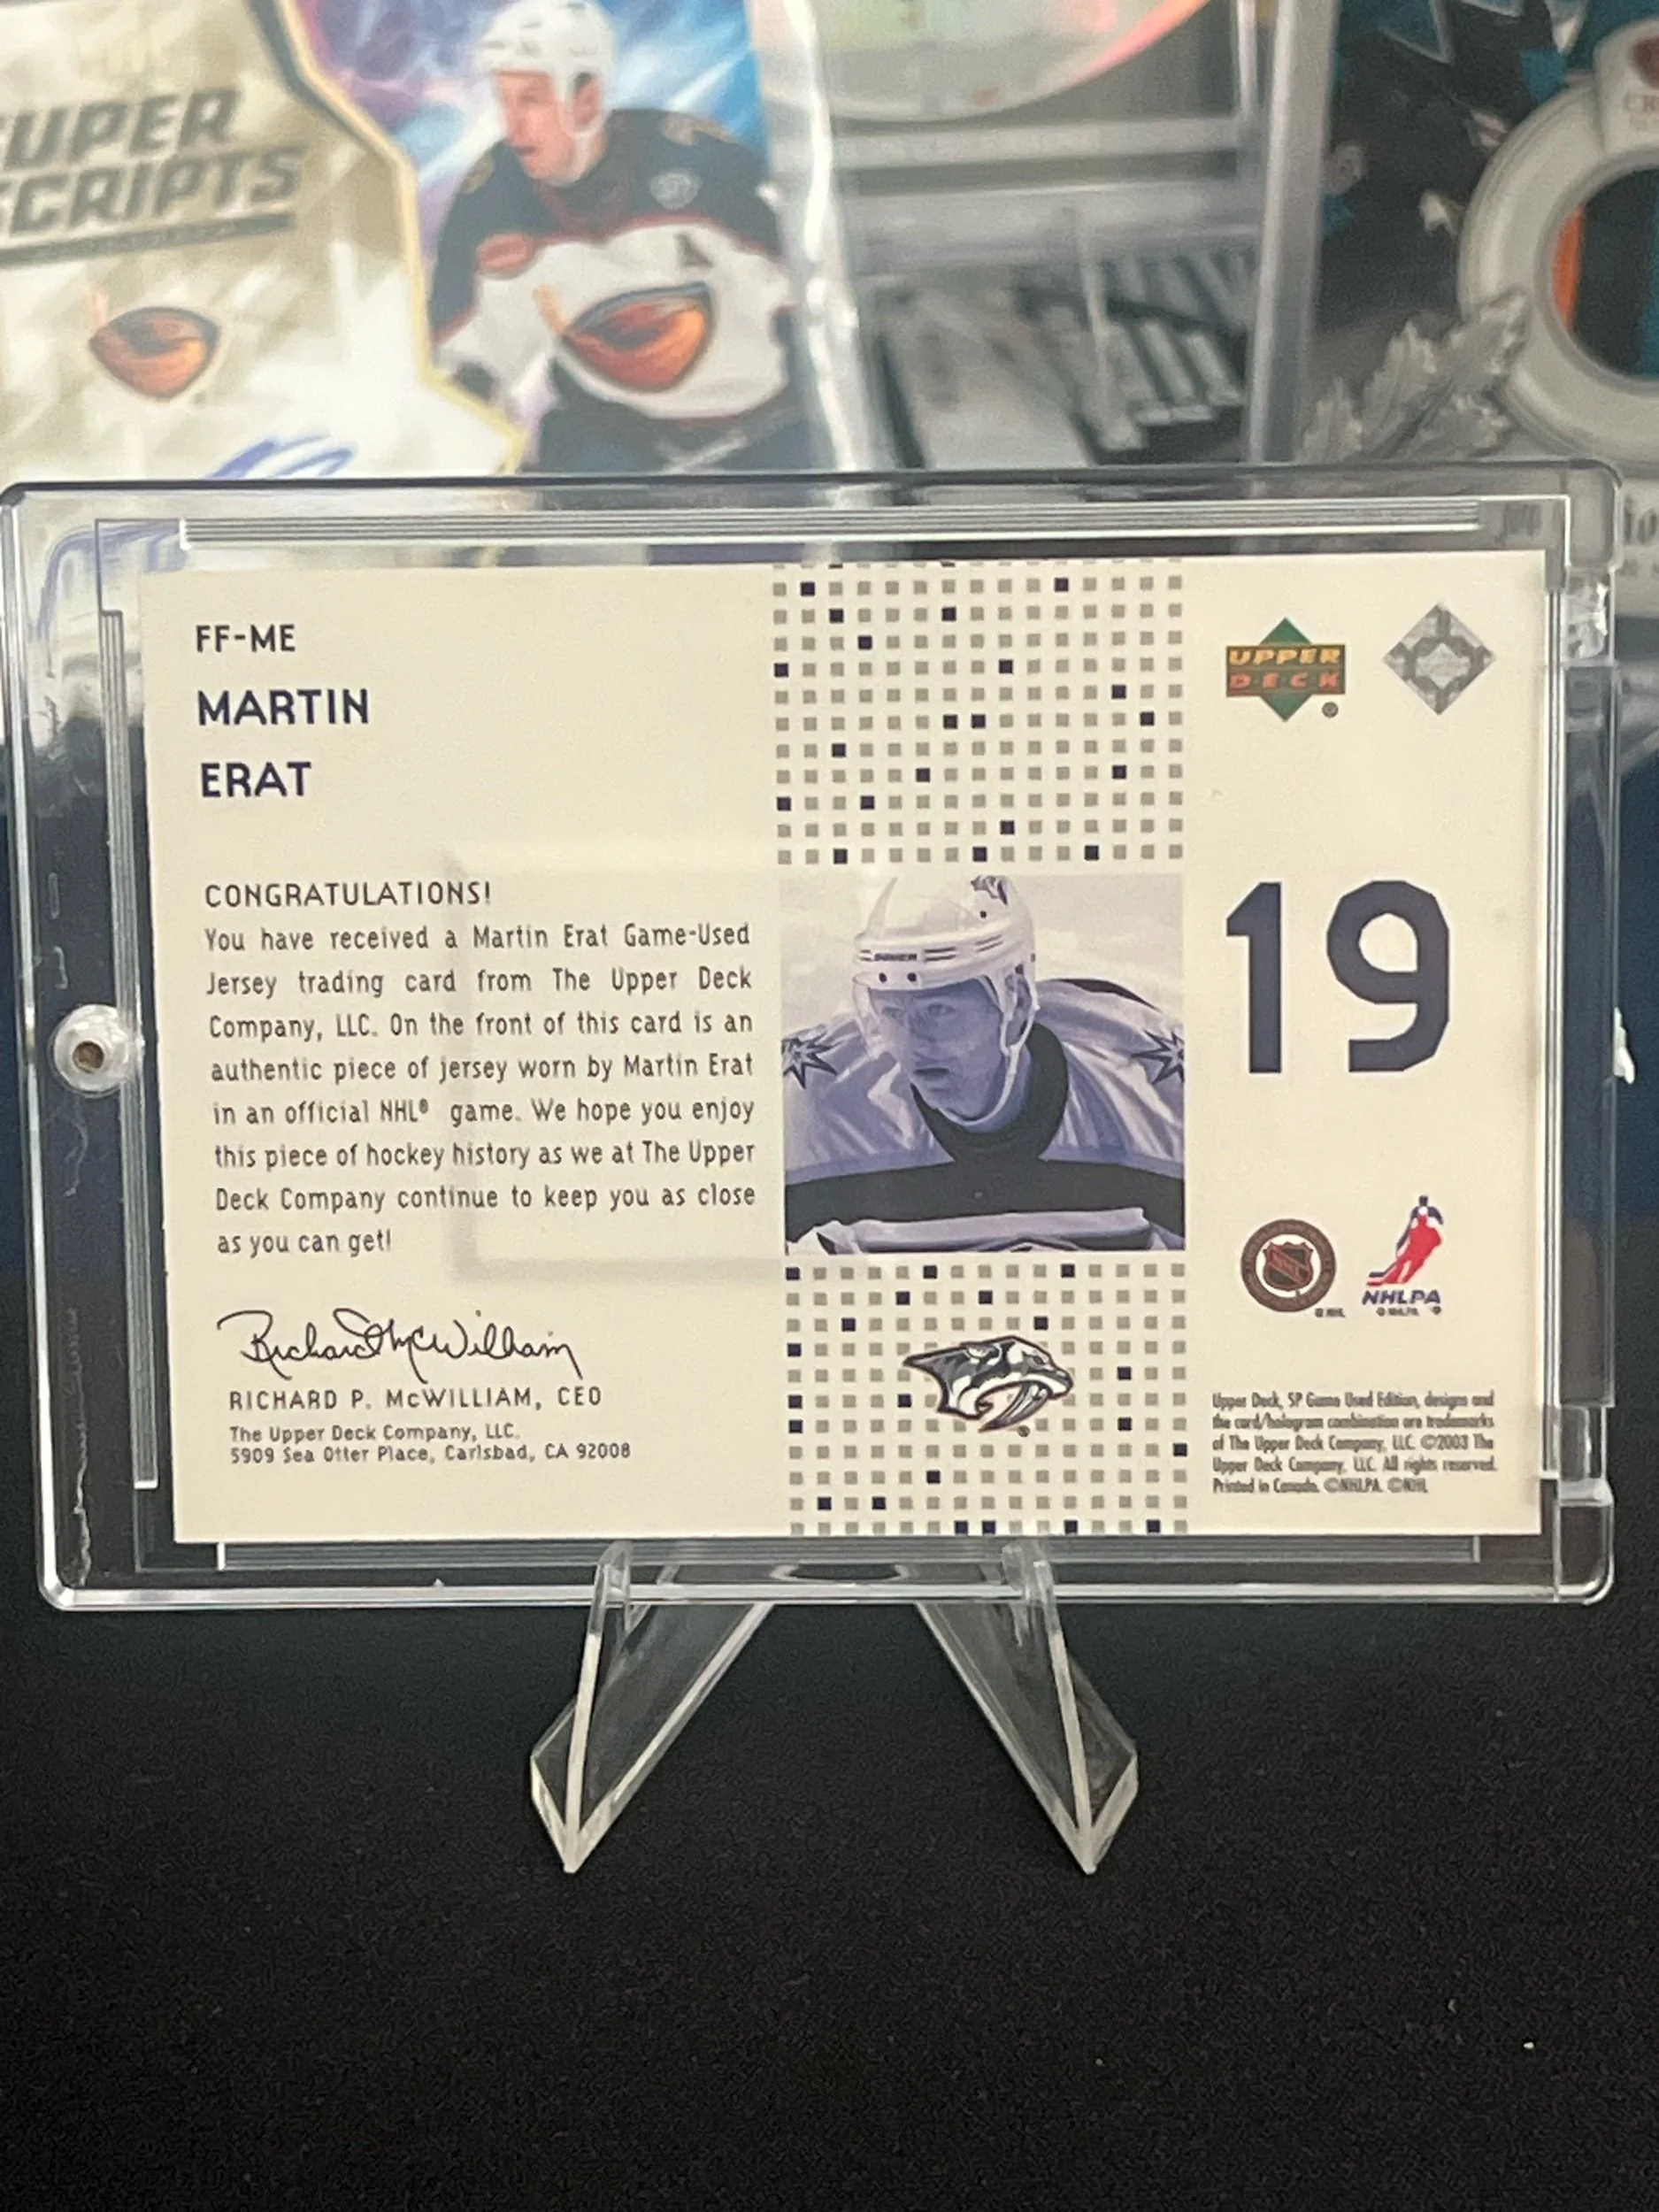 UPER
SCRIPTS
A
FF-ME
MARTIN
ERAT
CONGRATULATIONS!
You have received a Martin Erat Game-Used
Jersey trading card from The Upper Deck
Company, LLC. On the front of this card is an
authentic piece of jersey worn by Martin Erat
in an official NHL® game. We hope you enjoy
this piece of hockey history as we at The Upper
Deck Company continue to keep you as close
as you can get!
Richard McWilliam
RICHARD P. McWILLIAM, CEO
The Upper Deck Company, LLC.
5909 Sea Otter Place, Carlsbad, CA 92008
BAUER
UPPER
DECK
®
19
NHL
© NHL
NHLPA
© NHLPA ®
Upper Deck, SP Game Used Edition, designs and
the card/hologram combination are trademarks
of The Upper Deck Company, LLC. ©2003 The
Upper Deck Company, LLC. All rights reserved.
Printed in Canada. ©NHLPA. ©NHL